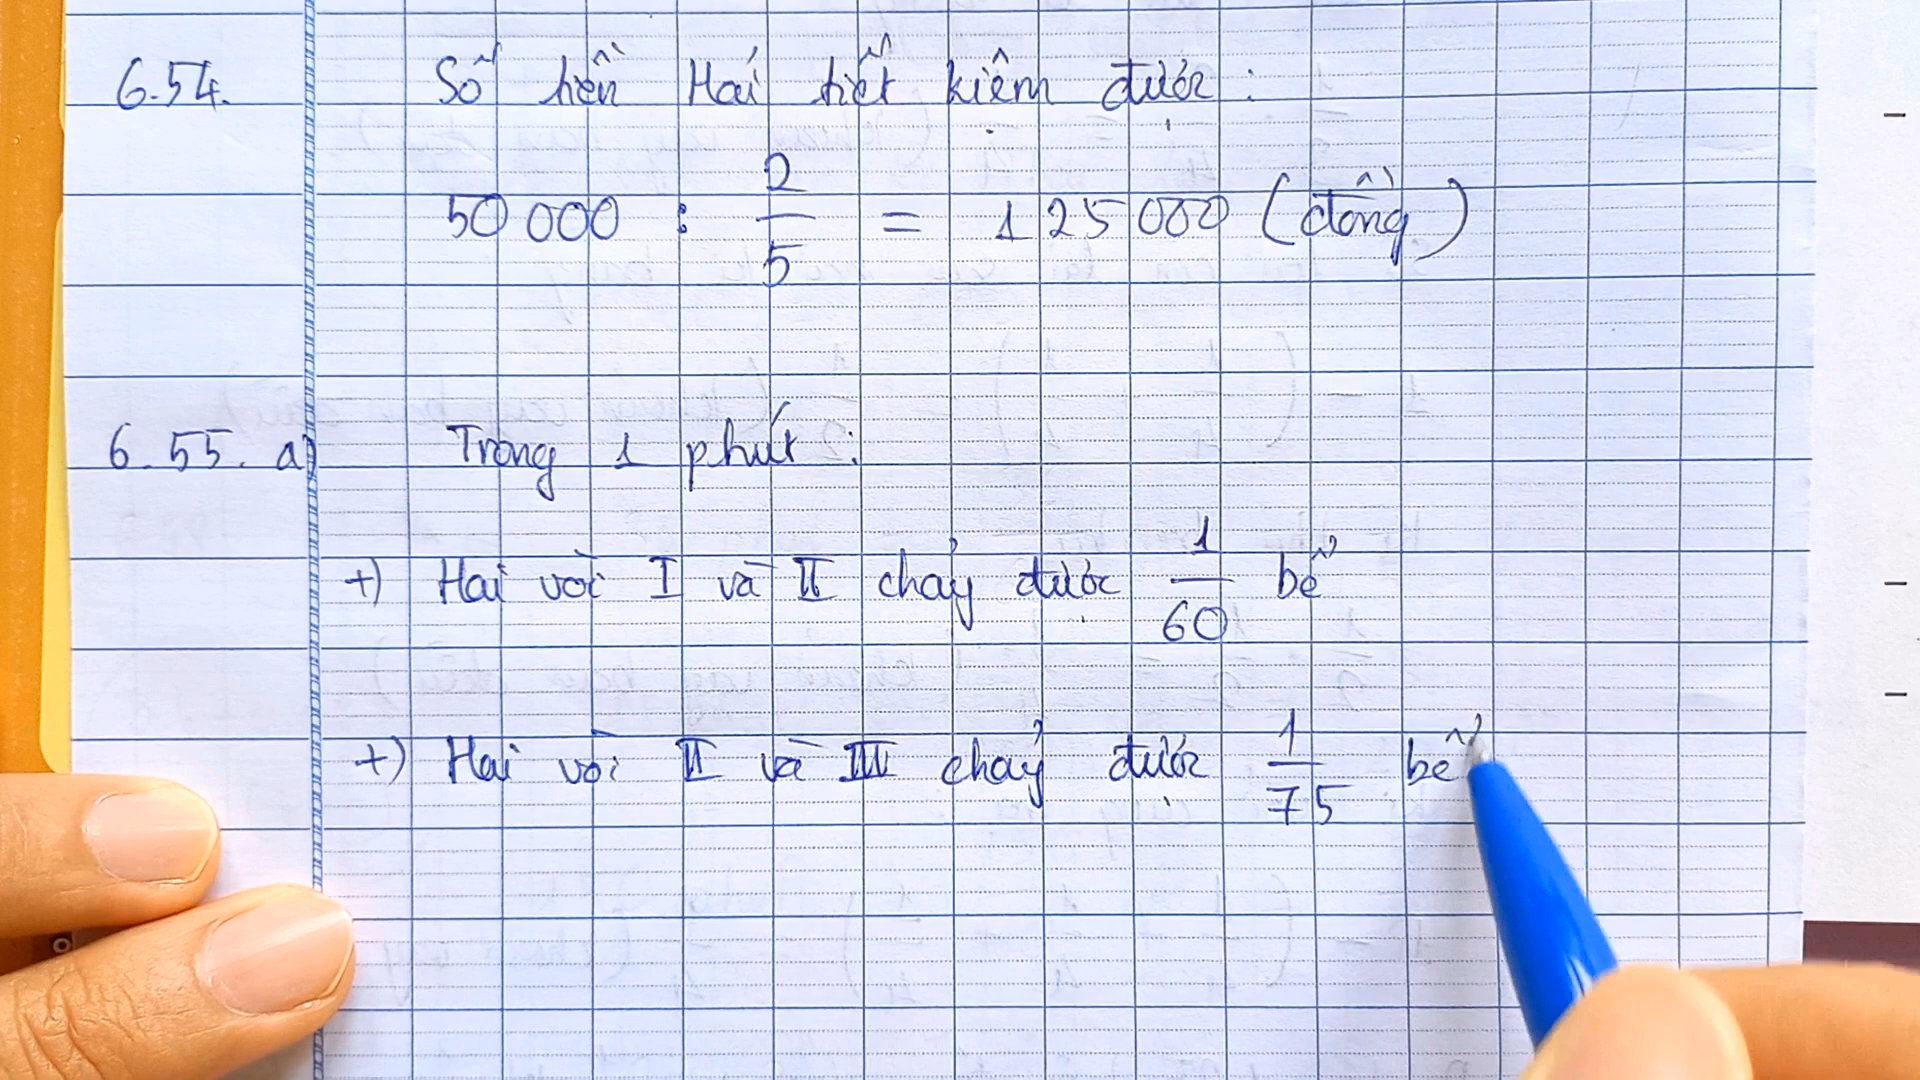 6.54. Số tiền Hải tiết kiệm được :
50 000 : 2/5 = 125 000 (đồng)
6.55. a) Trong 1 phút :
+) Hai vòi I và II chảy được 1/60 bể
+) Hai vòi II và III chảy được 1/75 bể